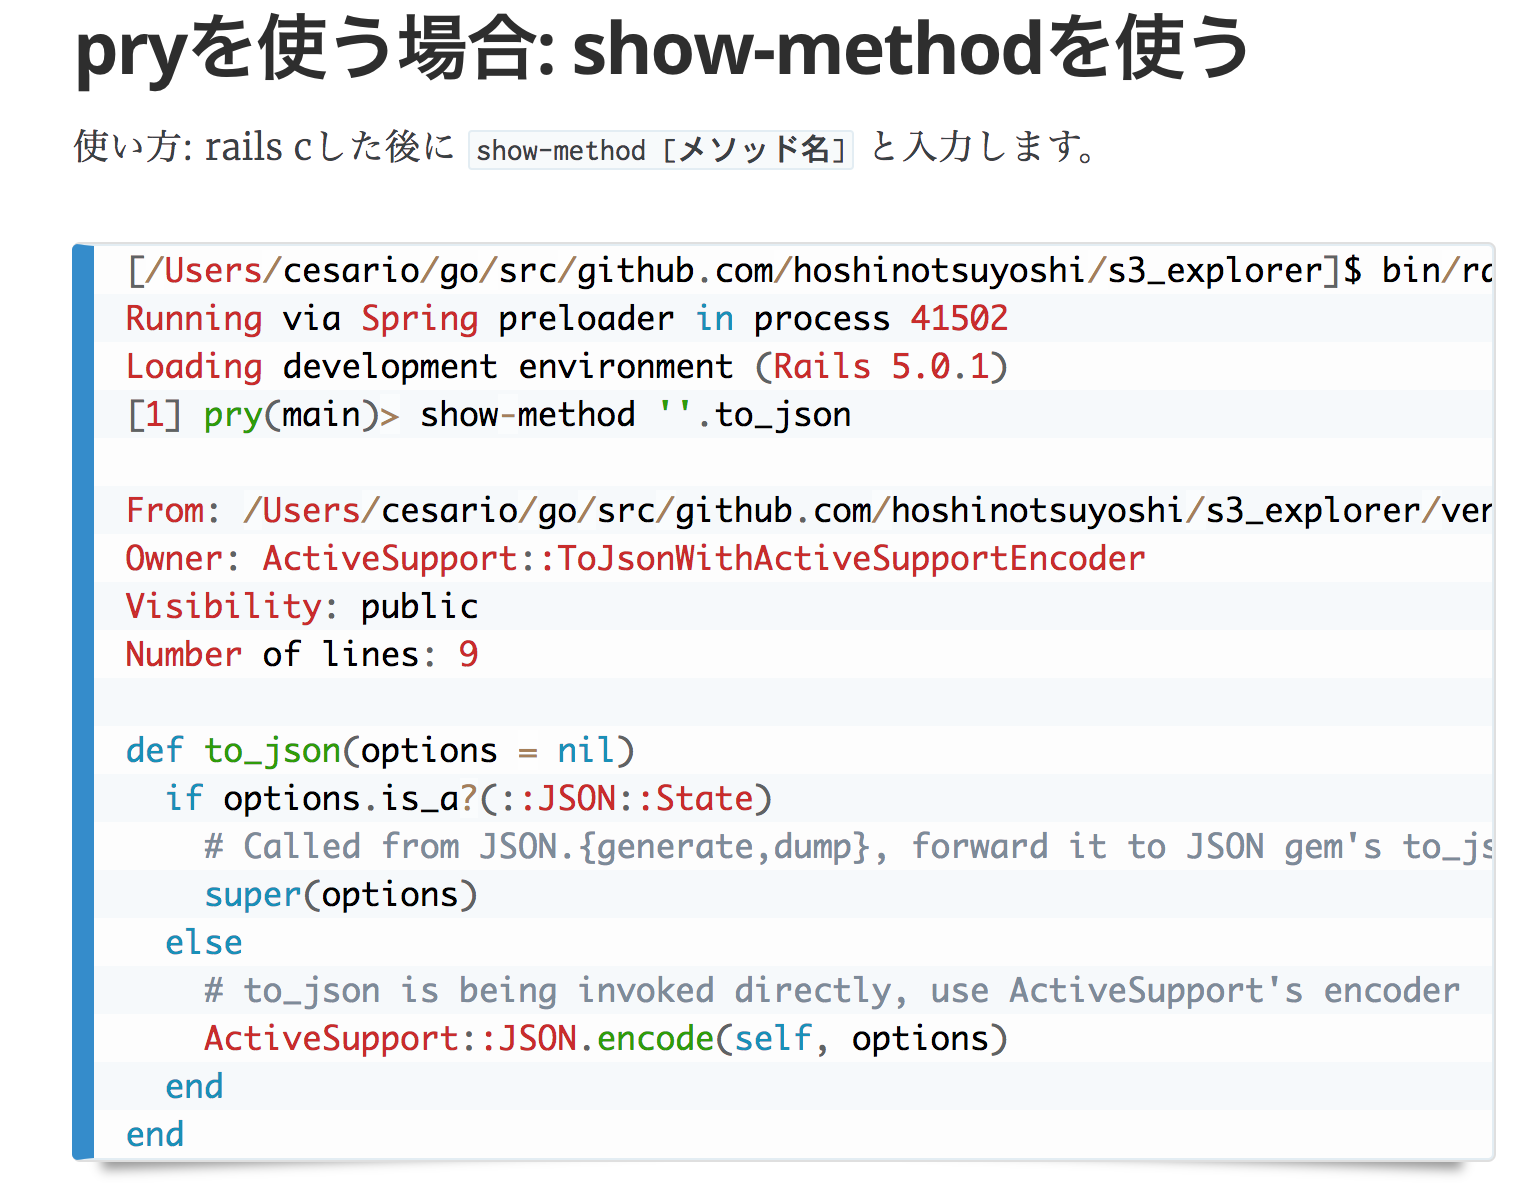 pryを使う場合: show-methodを使う
使い方: rails cした後に show-method [メソッド名] と入力します。
[/Users/cesario/go/src/github.com/hoshinotsuyoshi/s3_explorer]$ bin/
Running via Spring preloader in process 41502
Loading development environment (Rails 5.0.1)
[1] pry(main)> show-method ''.to_json
From: /Users/cesario/go/src/github.com/hoshinotsuyoshi/s3_explorer/
Owner: ActiveSupport::ToJsonWithActiveSupportEncoder
Visibility: public
Number of lines: 9
def to_json(options = nil)
  if options.is_a?(::JSON::State)
    # Called from JSON.{generate,dump}, forward it to JSON gem's
    super(options)
  else
    # to_json is being invoked directly, use ActiveSupport's encoder
    ActiveSupport::JSON.encode(self, options)
  end
end